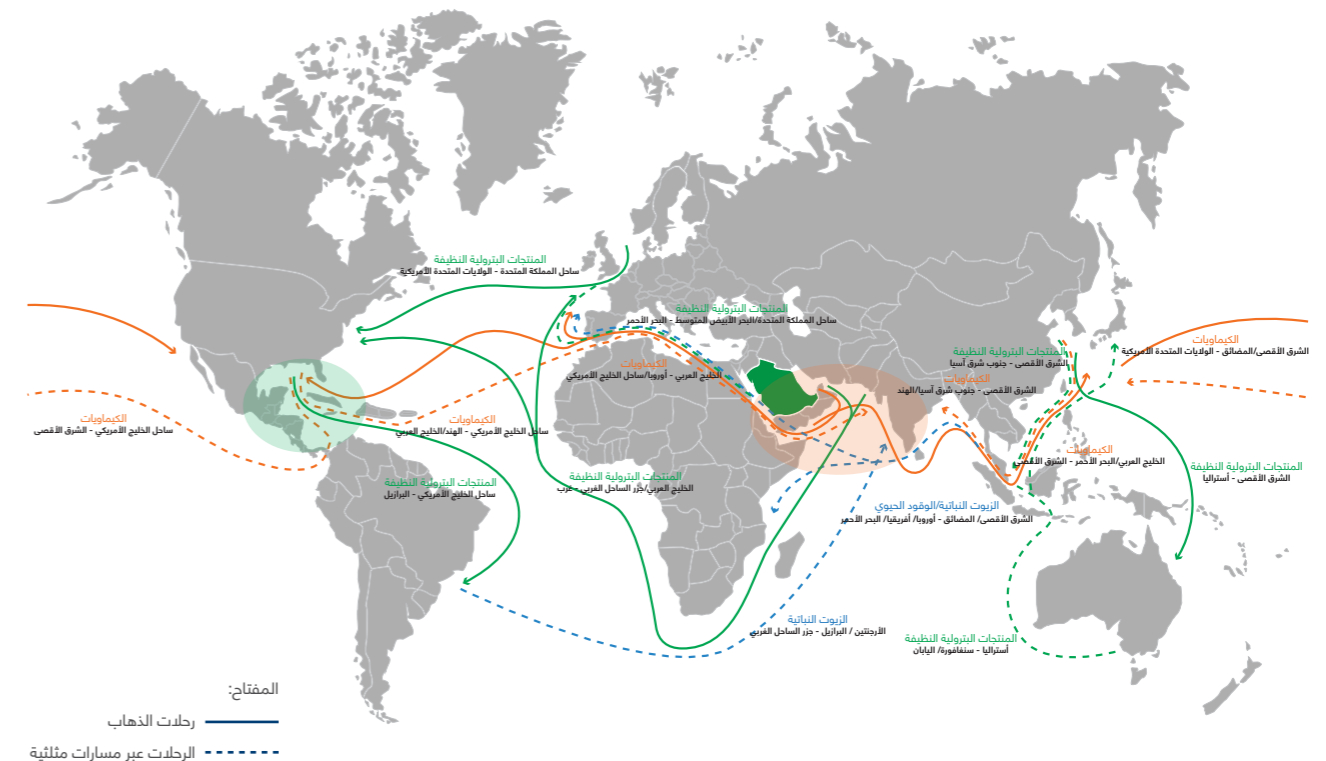 المنتجات البترولية النظيفة
ساحل المملكة المتحدة - الولايات المتحدة الأمريكية
المنتجات البترولية النظيفة
ساحل المملكة المتحدة/البحر الأبيض المتوسط - البحر الأحمر
الكيماويات
الشرق الأقصى/المضائق - الولايات المتحدة الأمريكية
المنتجات البترولية النظيفة
الشرق الأقصى - جنوب شرق آسيا
الكيماويات
الخليج العربي - أوروبا/ساحل الخليج الأمريكي
الكيماويات
الشرق الأقصى - جنوب شرق آسيا/الهند
الكيماويات
ساحل الخليج الأمريكي - الشرق الأقصى
الكيماويات
ساحل الخليج الأمريكي - الهند/الخليج العربي
الكيماويات
الخليج العربي/البحر الأحمر - الشرق الأقصى
المنتجات البترولية النظيفة
الشرق الأقصى - أستراليا
المنتجات البترولية النظيفة
الخليج العربي/جزر الساحل الغربي - غرب
المنتجات البترولية النظيفة
ساحل الخليج الأمريكي - البرازيل
الزيوت النباتية/الوقود الحيوي
الشرق الأقصى/ المضائق - أوروبا/ أفريقيا/ البحر الأحمر
الزيوت النباتية
الأرجنتين / البرازيل - جزر الساحل الغربي
المنتجات البترولية النظيفة
أستراليا - سنغافورة/ اليابان
المفتاح:
رحلات الذهاب
الرحلات عبر مسارات مثلثية